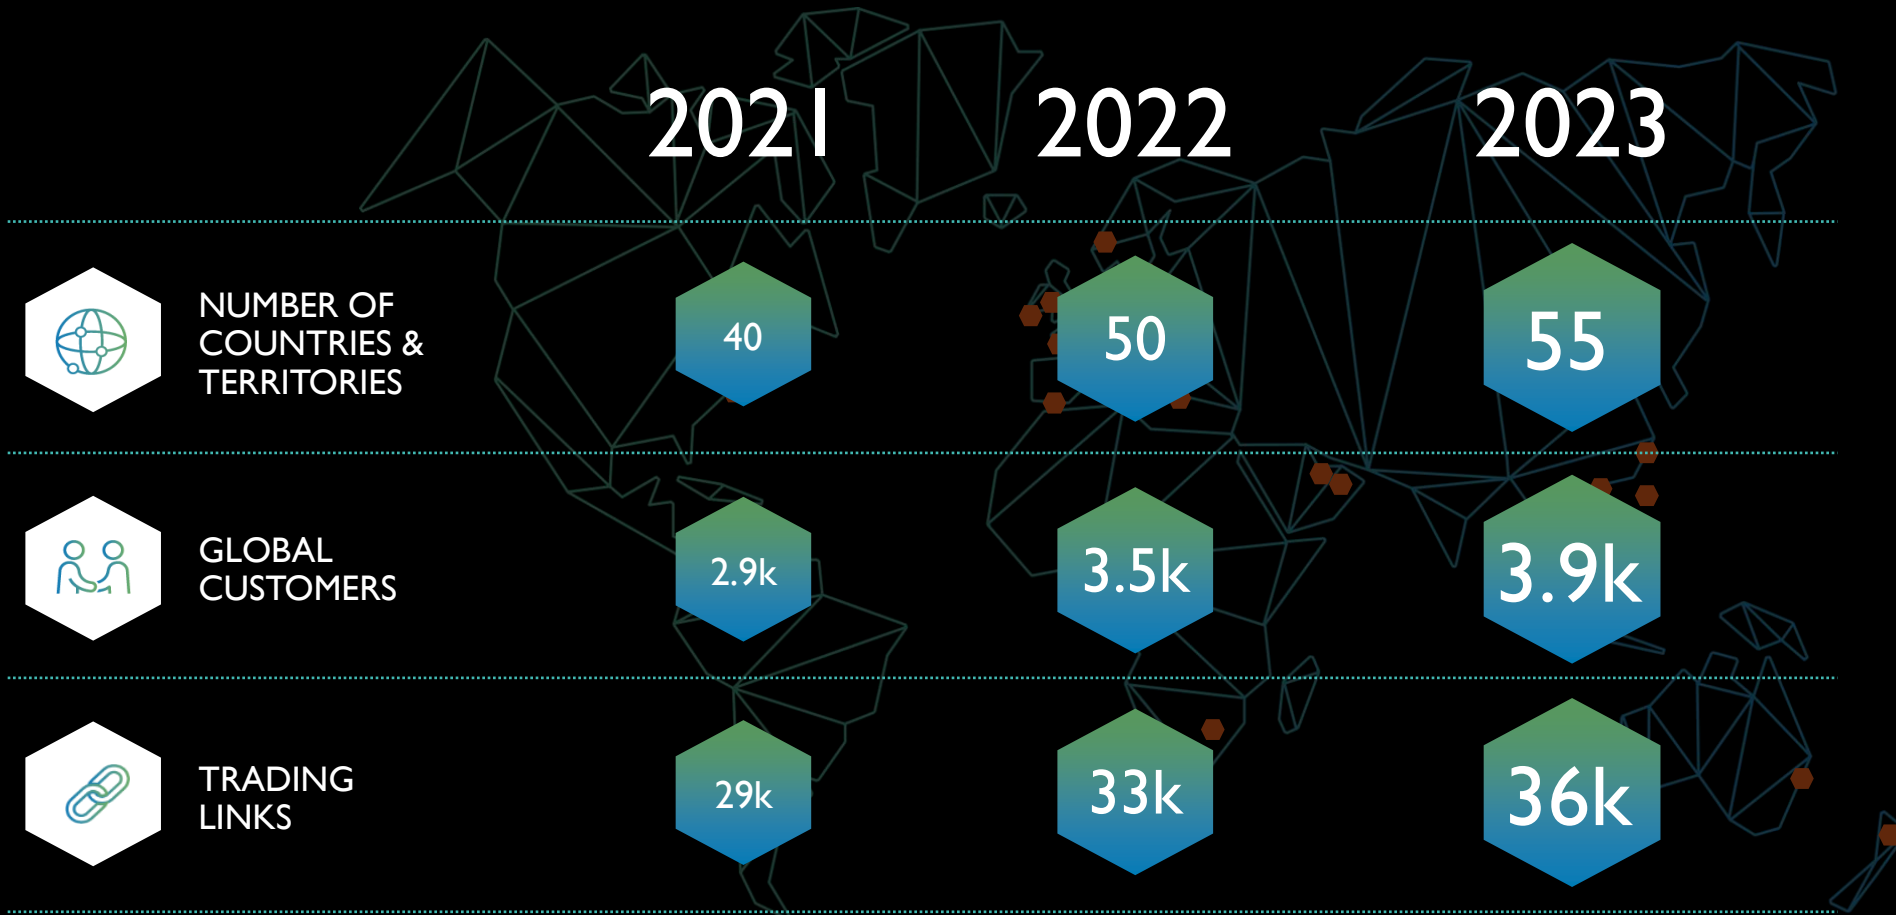 2021 2022 2023
NUMBER OF
COUNTRIES &
TERRITORIES
40 50 55
GLOBAL
CUSTOMERS
2.9k 3.5k 3.9k
TRADING
LINKS
29k 33k 36k